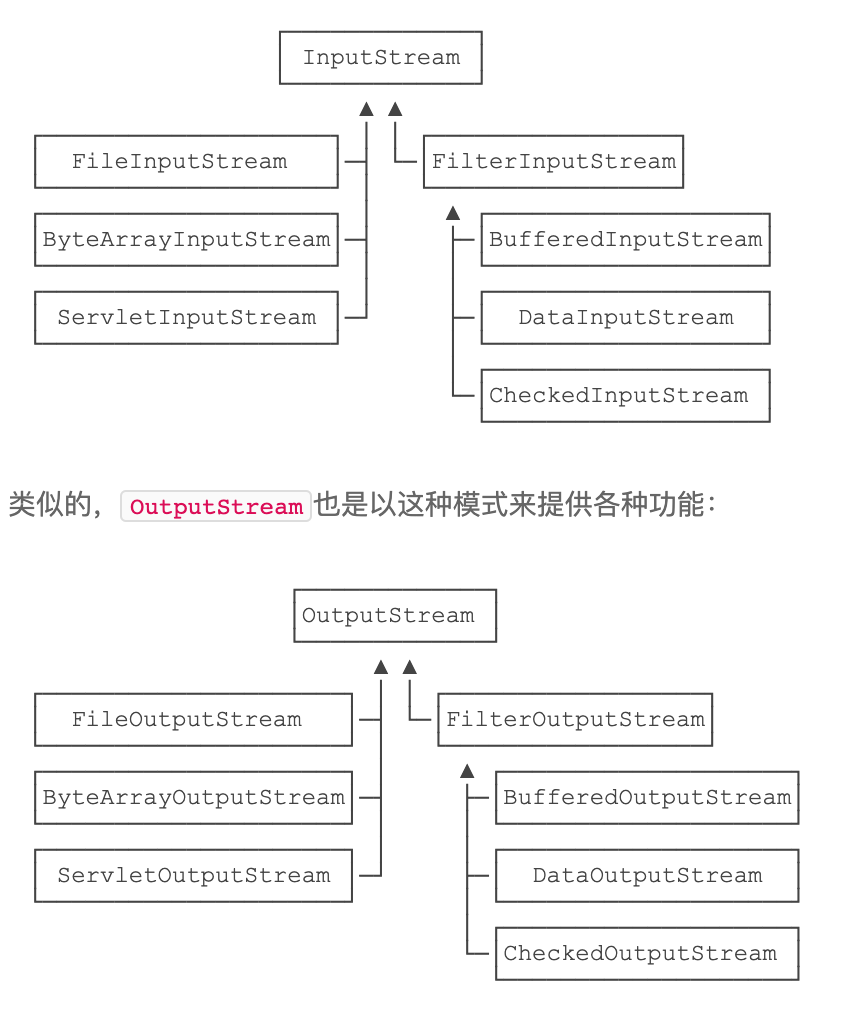 InputStream
FileInputStream
FilterInputStream
ByteArrayInputStream
BufferedInputStream
ServletInputStream
DataInputStream
CheckedInputStream
类似的，OutputStream也是以这种模式来提供各种功能：
OutputStream
FileOutputStream
FilterOutputStream
ByteArrayOutputStream
BufferedOutputStream
ServletOutputStream
DataOutputStream
CheckedOutputStream